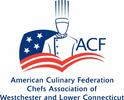 ACF
American Culinary Federation
Chefs Association of
Westchester and Lower Connecticut